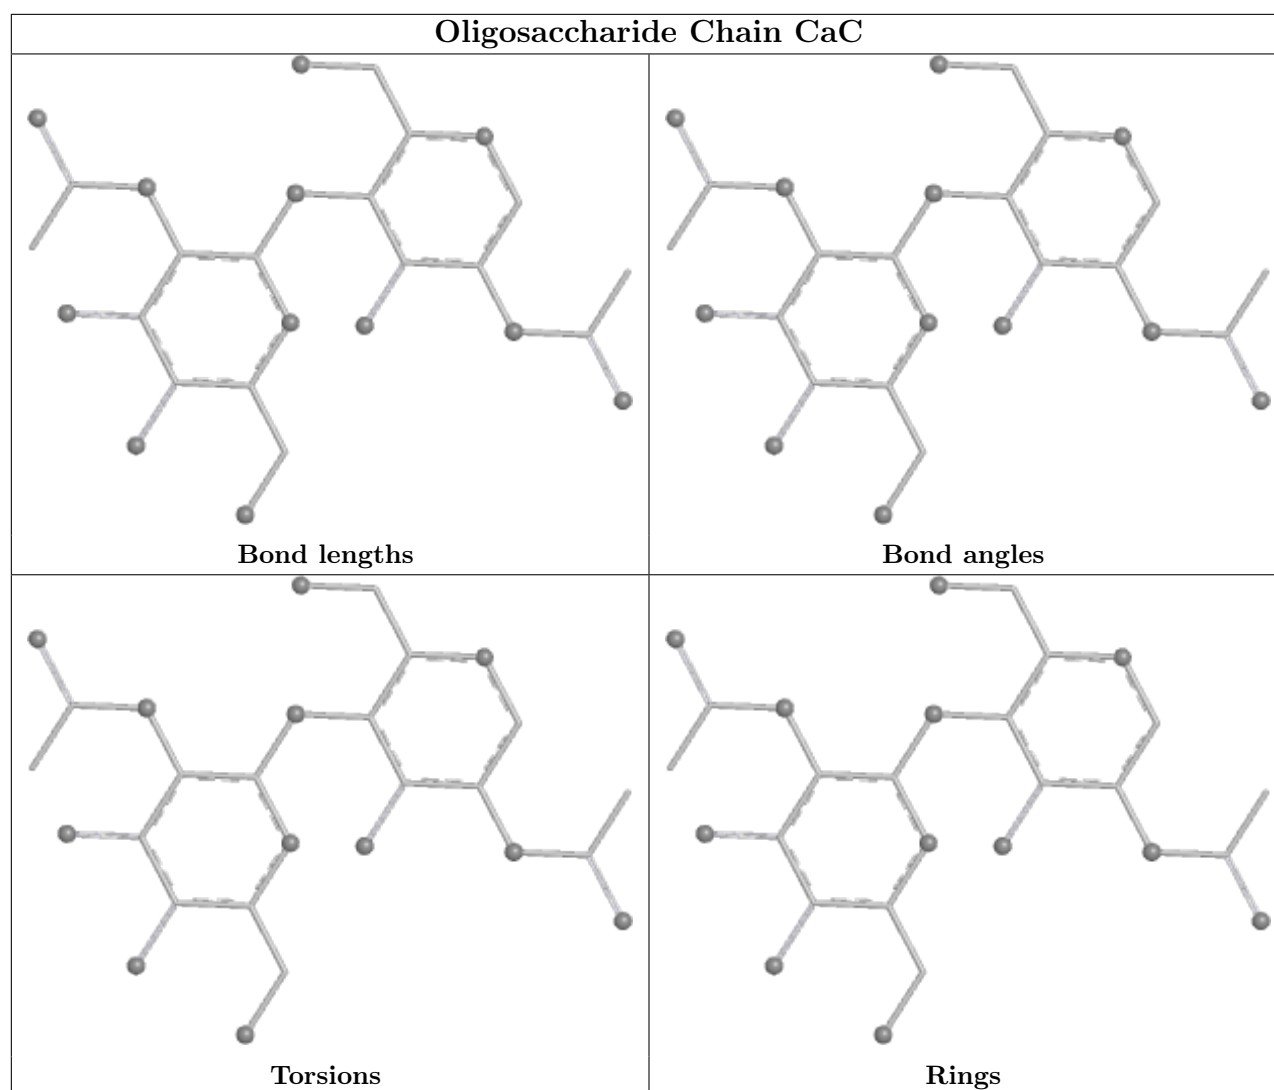 Oligosaccharide Chain CaC
Bond lengths
Bond angles
Torsions
Rings